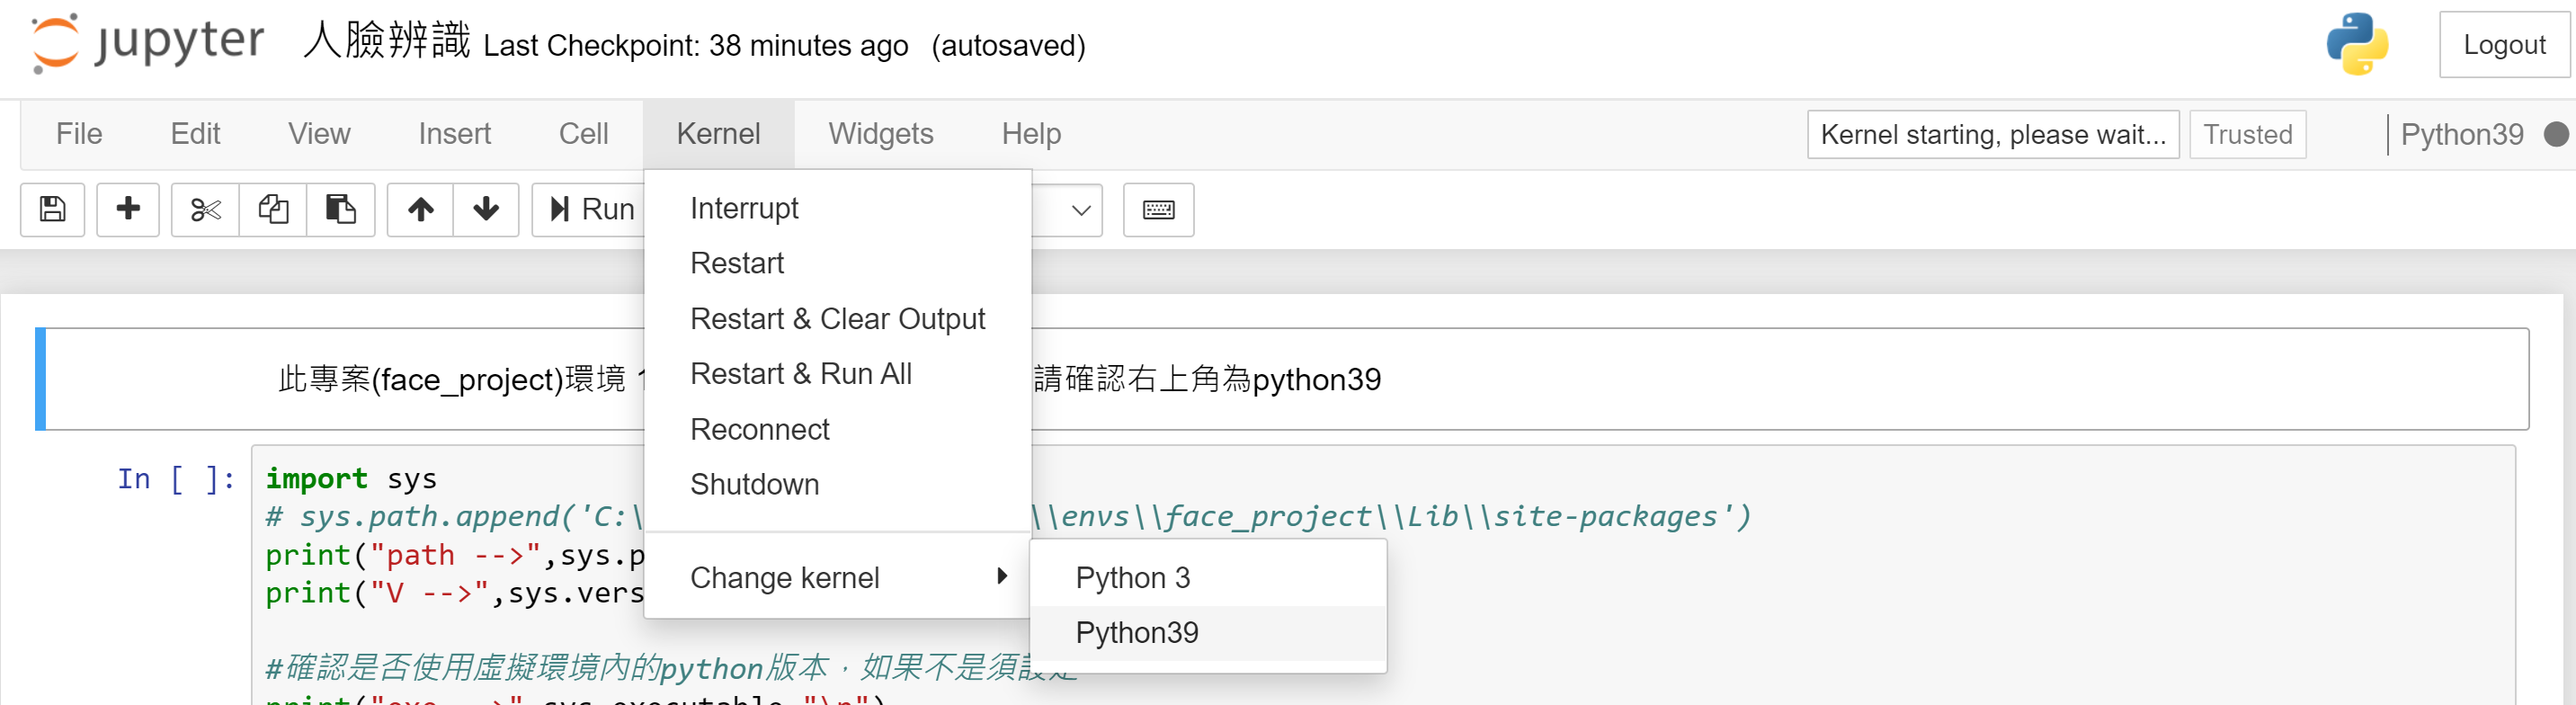 jupyter 人臉辨識 Last Checkpoint: 38 minutes ago (autosaved)
Logout
File Edit View Insert Cell Kernel Widgets Help
Kernel starting, please wait... Trusted Python39
Run
Interrupt
Restart
Restart & Clear Output
Restart & Run All
Reconnect
Shutdown
Change kernel
Python 3
Python39
此專案(face_project)環境
請確認右上角為python39
In [ ]:
import sys
# sys.path.append('C:\
\\envs\\face_project\\Lib\\site-packages')
print("path -->",sys.p
print("V -->",sys.vers
#確認是否使用虛擬環境內的python版本，如果不是須設定
print("exe -->",sys.executable,"\n")